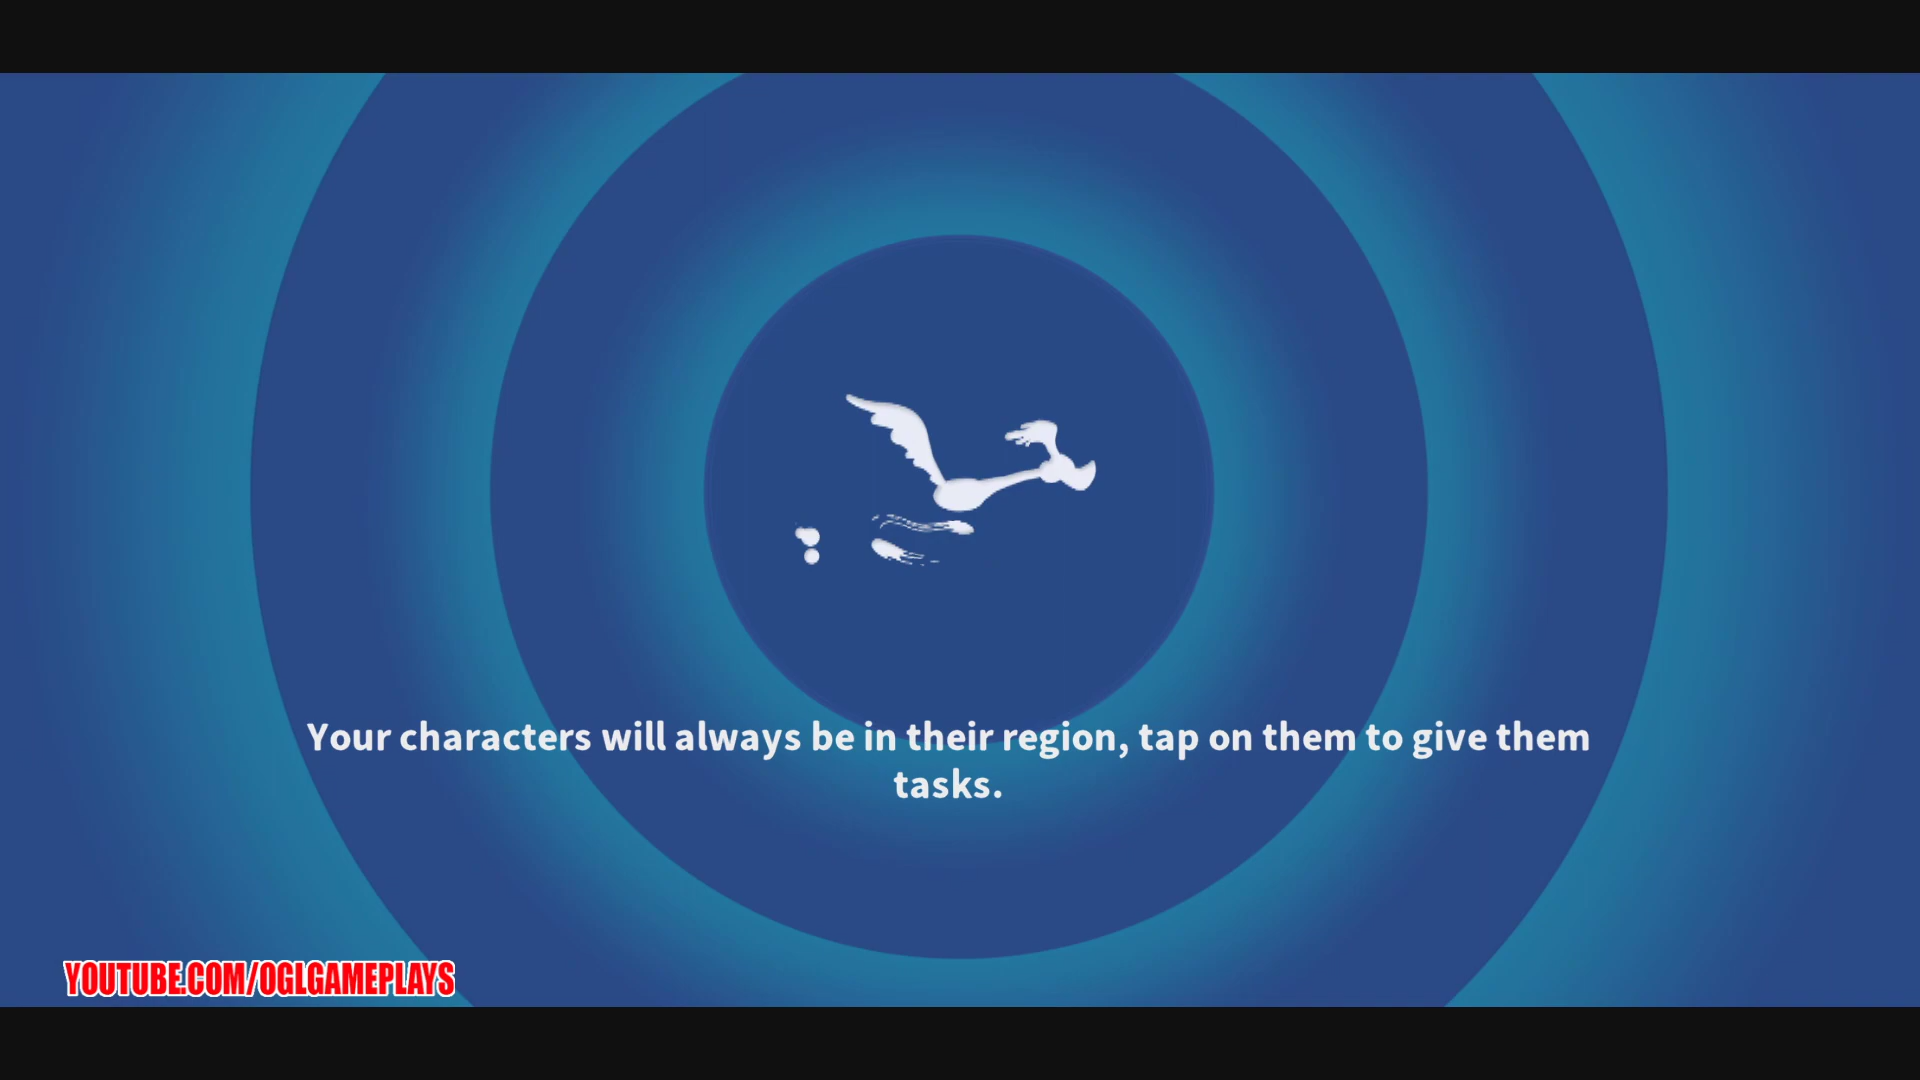 Your characters will always be in their region, tap on them to give them
tasks.
YOUTUBE.COM/OGLGAMEPLAYS